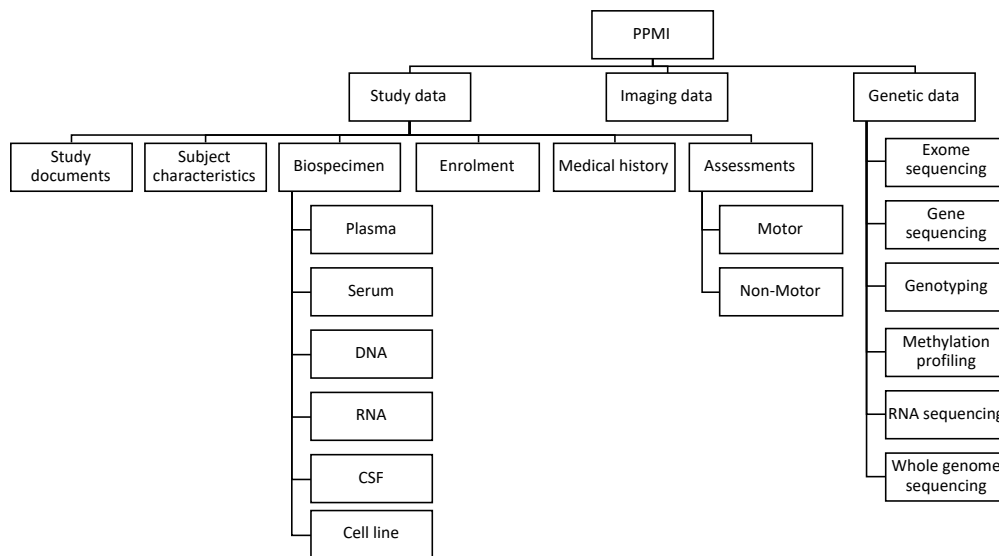 PPMI
Study data
Imaging data
Genetic data
Study
documents
Subject
characteristics
Biospecimen
Enrolment
Medical history
Assessments
Plasma
Serum
DNA
RNA
CSF
Cell line
Motor
Non-Motor
Exome
sequencing
Gene
sequencing
Genotyping
Methylation
profiling
RNA sequencing
Whole genome
sequencing